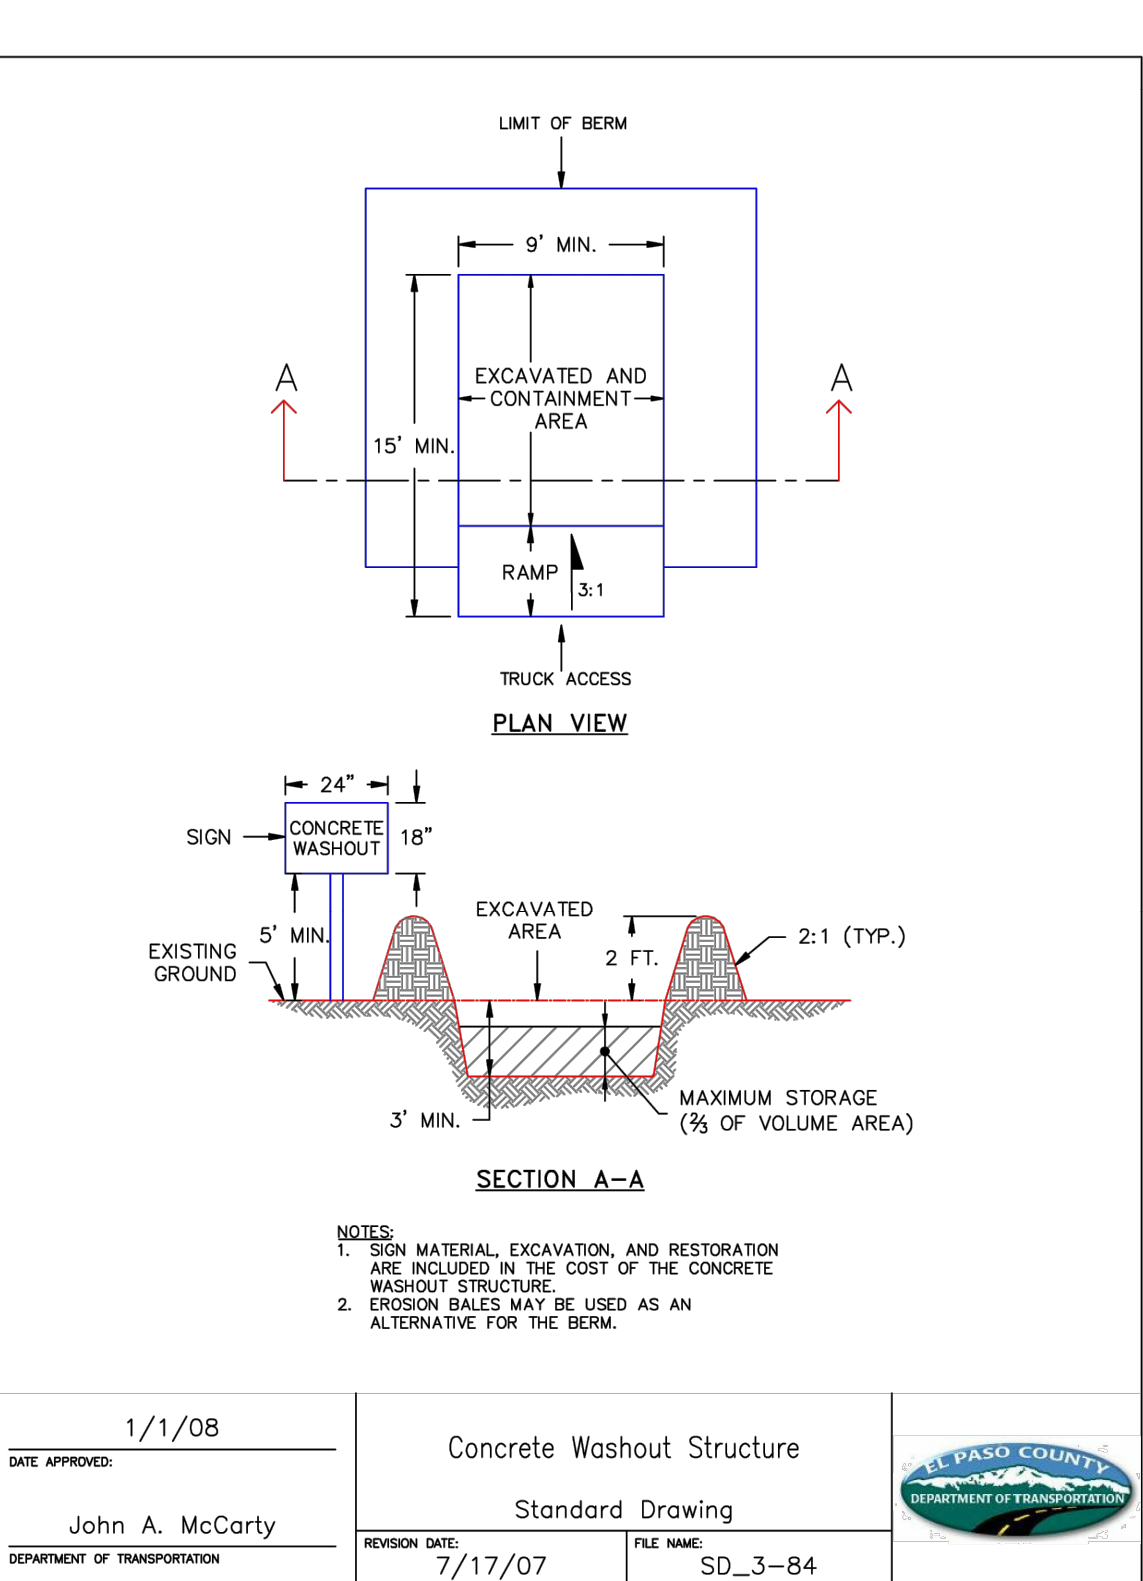 LIMIT OF BERM
9' MIN.
A
A
EXCAVATED AND
CONTAINMENT
AREA
15' MIN.
RAMP
3:1
TRUCK ACCESS
PLAN VIEW
24"
SIGN
CONCRETE
WASHOUT
18"
EXCAVATED
AREA
5' MIN.
2:1 (TYP.)
EXISTING
GROUND
2 FT.
MAXIMUM STORAGE
(⅔ OF VOLUME AREA)
3' MIN.
SECTION A-A
NOTES:
1. SIGN MATERIAL, EXCAVATION, AND RESTORATION
ARE INCLUDED IN THE COST OF THE CONCRETE
WASHOUT STRUCTURE.
2. EROSION BALES MAY BE USED AS AN
ALTERNATIVE FOR THE BERM.
1/1/08
DATE APPROVED:
John A. McCarty
DEPARTMENT OF TRANSPORTATION
Concrete Washout Structure
Standard Drawing
REVISION DATE:
7/17/07
FILE NAME:
SD_3-84
EL PASO COUNTY
DEPARTMENT OF TRANSPORTATION